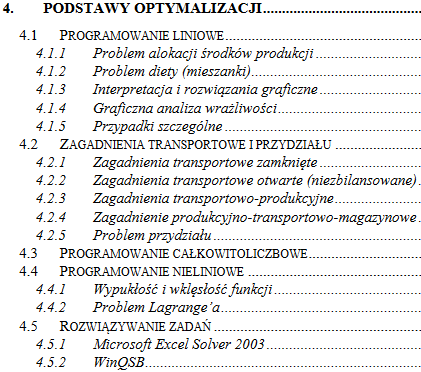 4. PODSTAWY OPTYMALIZACJI
4.1 PROGRAMOWANIE LINIOWE
4.1.1 Problem alokacji środków produkcji
4.1.2 Problem diety (mieszanki)
4.1.3 Interpretacja i rozwiązania graficzne
4.1.4 Graficzna analiza wrażliwości
4.1.5 Przypadki szczególne
4.2 ZAGADNIENIA TRANSPORTOWE I PRZYDZIAŁU
4.2.1 Zagadnienia transportowe zamknięte
4.2.2 Zagadnienia transportowe otwarte (niezbilansowane)
4.2.3 Zagadnienia transportowo-produkcyjne
4.2.4 Zagadnienie produkcyjno-transportowo-magazynowe
4.2.5 Problem przydziału
4.3 PROGRAMOWANIE CAŁKOWITOLICZBOWE
4.4 PROGRAMOWANIE NIELINIOWE
4.4.1 Wypukłość i wklęsłość funkcji
4.4.2 Problem Lagrange’a
4.5 ROZWIĄZYWANIE ZADAŃ
4.5.1 Microsoft Excel Solver 2003
4.5.2 WinQSB